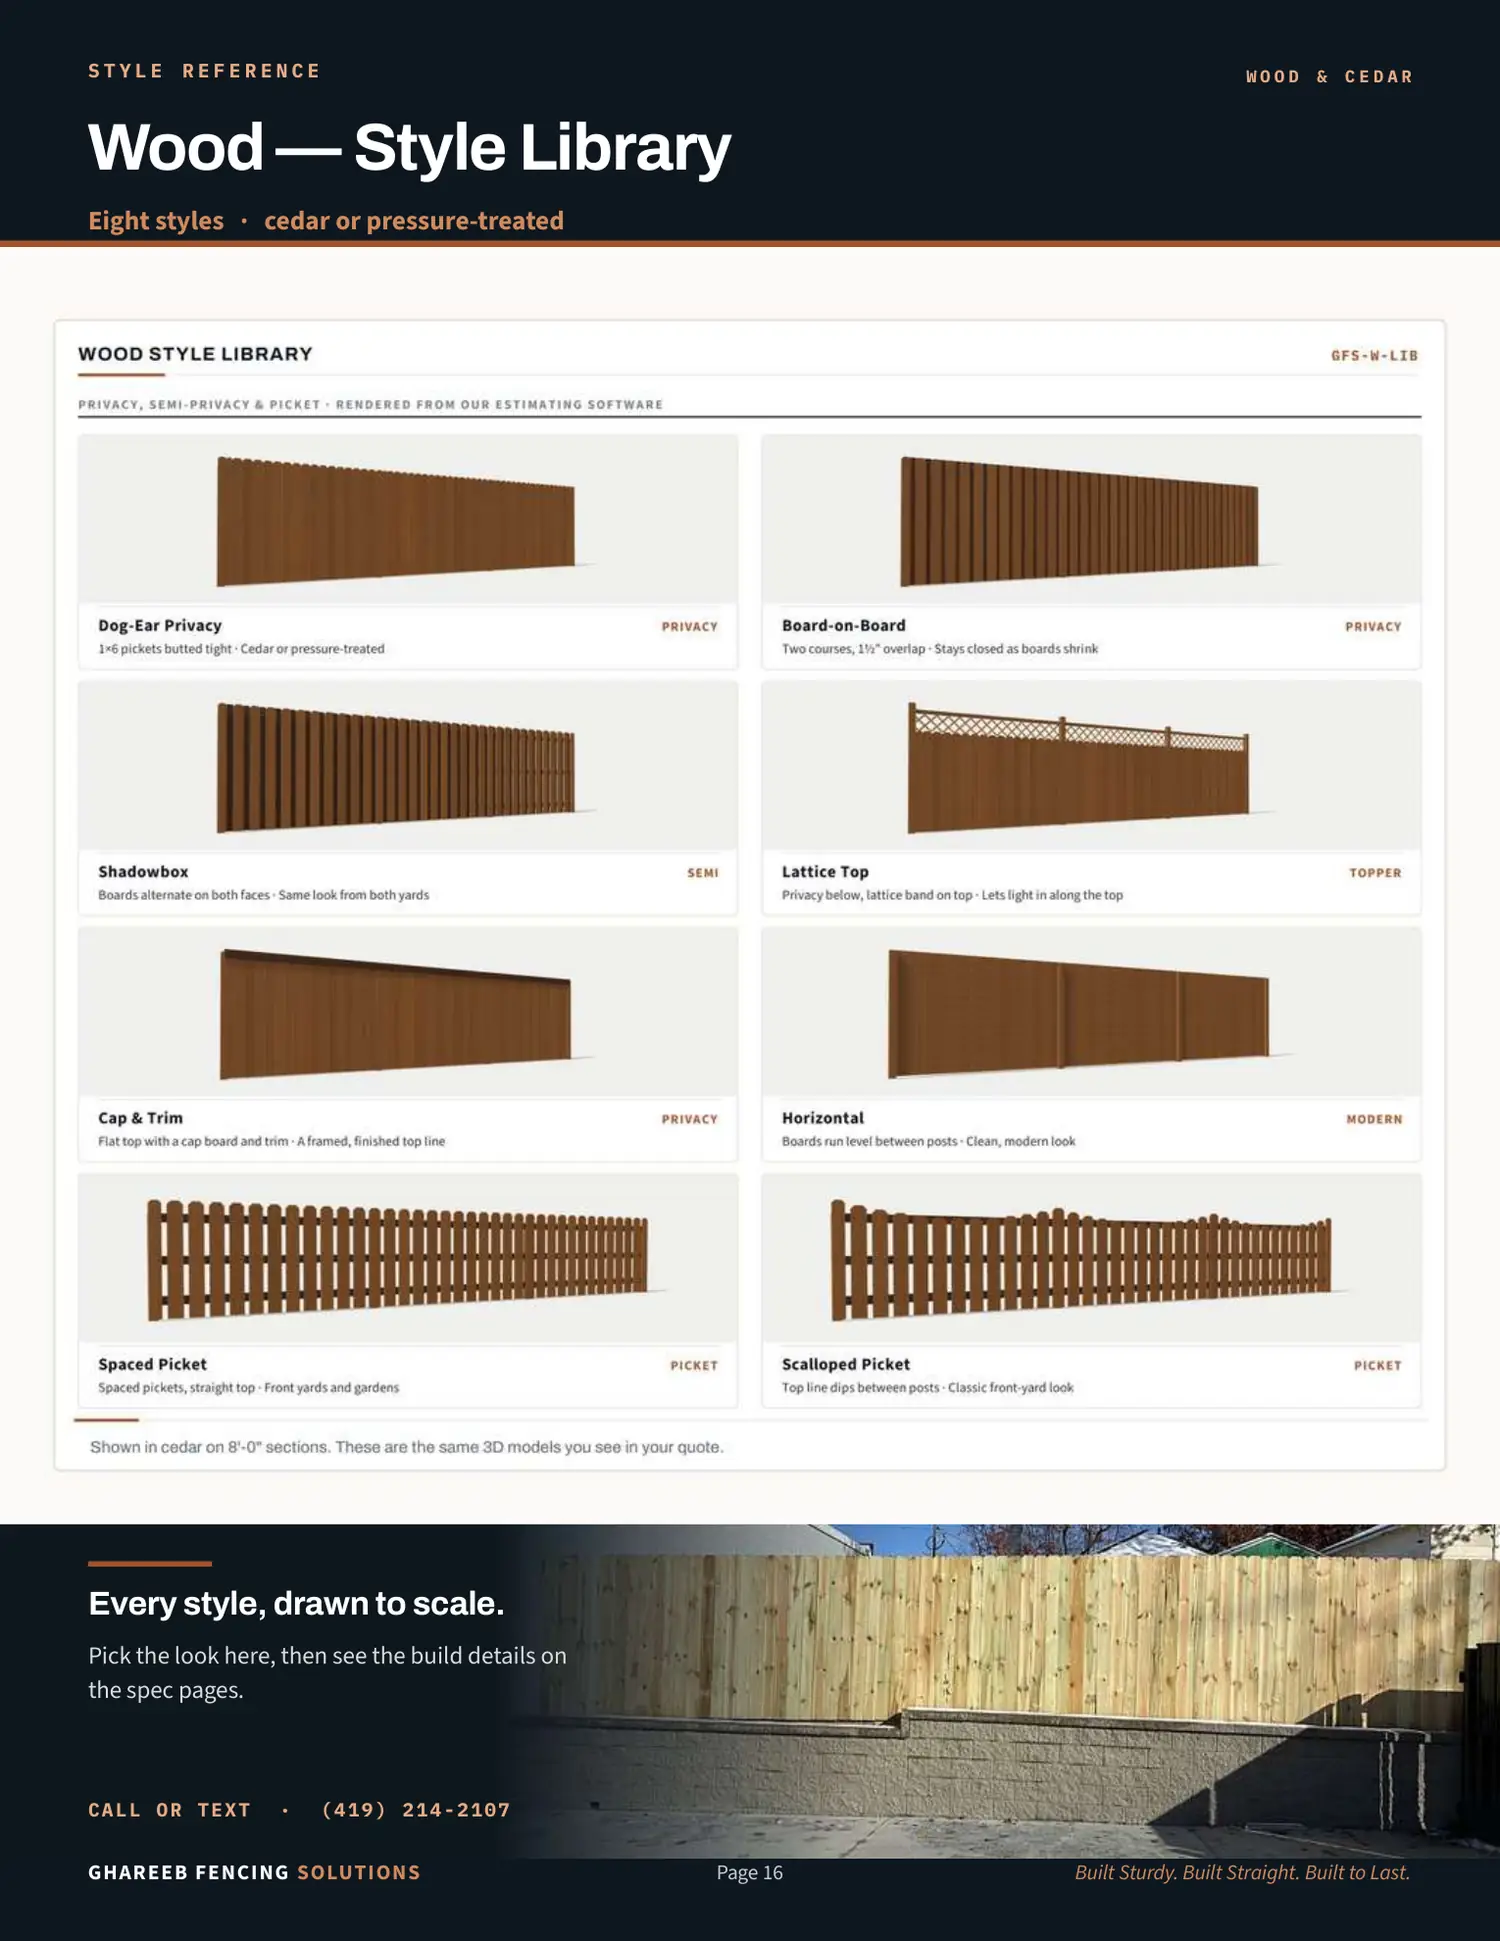 STYLE REFERENCE
WOOD & CEDAR
Wood — Style Library
Eight styles · cedar or pressure-treated
WOOD STYLE LIBRARY
GFS-W-LIB
PRIVACY, SEMI-PRIVACY & PICKET · RENDERED FROM OUR ESTIMATING SOFTWARE
Dog-Ear Privacy
PRIVACY
1×6 pickets butted tight · Cedar or pressure-treated
Board-on-Board
PRIVACY
Two courses, 1½" overlap · Stays closed as boards shrink
Shadowbox
SEMI
Boards alternate on both faces · Same look from both yards
Lattice Top
TOPPER
Privacy below, lattice band on top · Lets light in along the top
Cap & Trim
PRIVACY
Flat top with a cap board and trim · A framed, finished top line
Horizontal
MODERN
Boards run level between posts · Clean, modern look
Spaced Picket
PICKET
Spaced pickets, straight top · Front yards and gardens
Scalloped Picket
PICKET
Top line dips between posts · Classic front-yard look
Shown in cedar on 8'-0" sections. These are the same 3D models you see in your quote.
Every style, drawn to scale.
Pick the look here, then see the build details on
the spec pages.
CALL OR TEXT · (419) 214-2107
GHAREEB FENCING SOLUTIONS
Page 16
Built Sturdy. Built Straight. Built to Last.